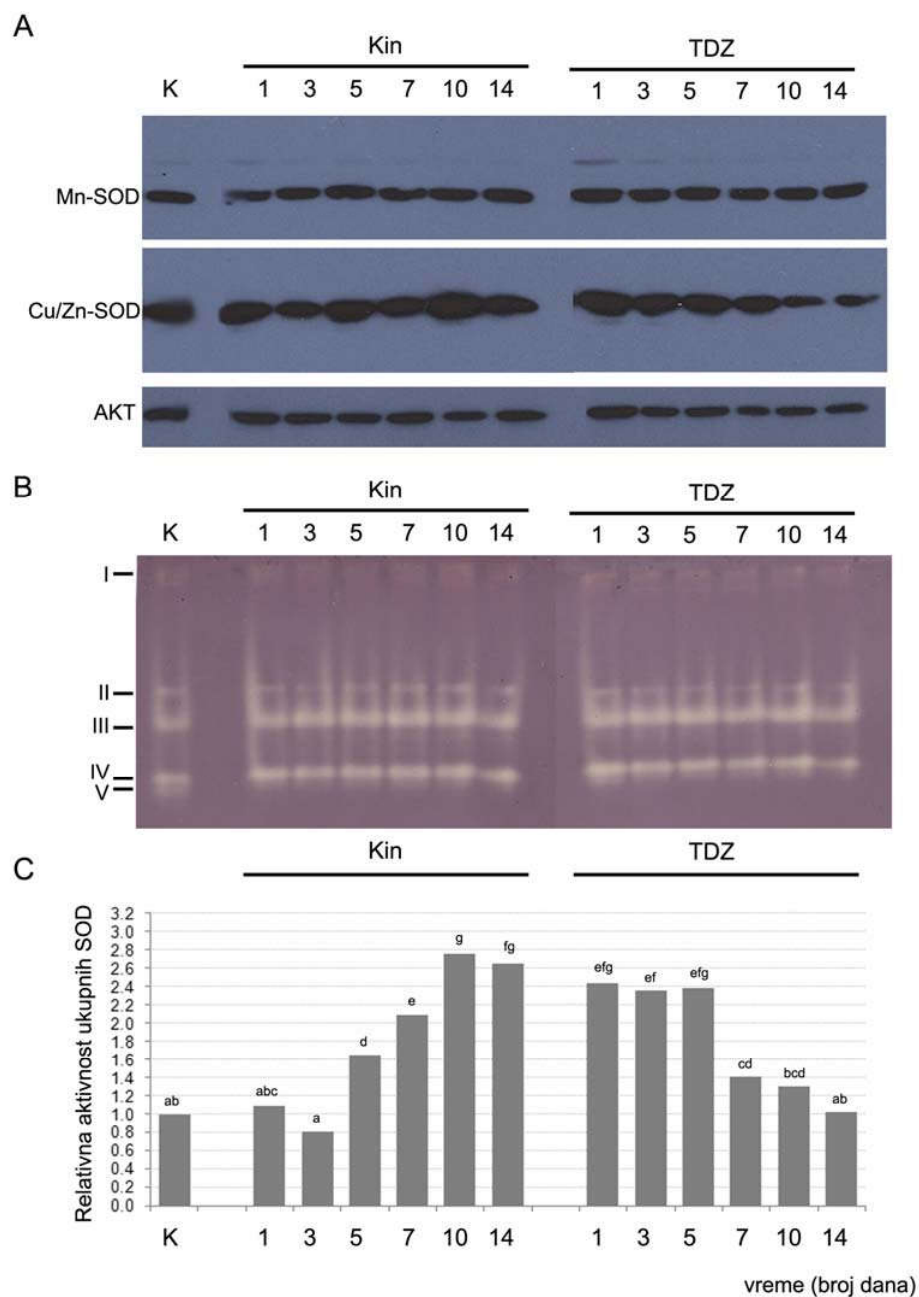 A
Kin TDZ
K 1 3 5 7 10 14 1 3 5 7 10 14
Mn-SOD
Cu/Zn-SOD
AKT
B
Kin TDZ
K 1 3 5 7 10 14 1 3 5 7 10 14
I
II
III
IV
V
Kin TDZ
C
Relativna aktivnost ukupnih SOD
3.2
3.0
2.8
2.6
2.4
2.2
2.0
1.8
1.6
1.4
1.2
1.0
0.8
0.6
0.4
0.2
0.0
ab abc a d e g fg efg ef efg cd bcd ab
K 1 3 5 7 10 14 1 3 5 7 10 14
vreme (broj dana)